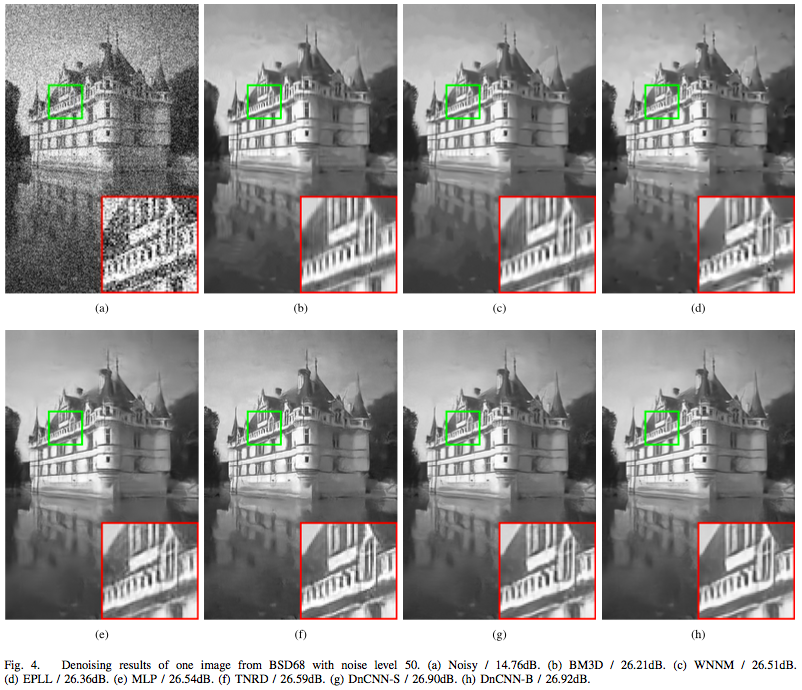 (a)
(b)
(c)
(d)
(e)
(f)
(g)
(h)
Fig. 4. Denoising results of one image from BSD68 with noise level 50. (a) Noisy / 14.76dB. (b) BM3D / 26.21dB. (c) WNNM / 26.51dB.
(d) EPLL / 26.36dB. (e) MLP / 26.54dB. (f) TNRD / 26.59dB. (g) DnCNN-S / 26.90dB. (h) DnCNN-B / 26.92dB.